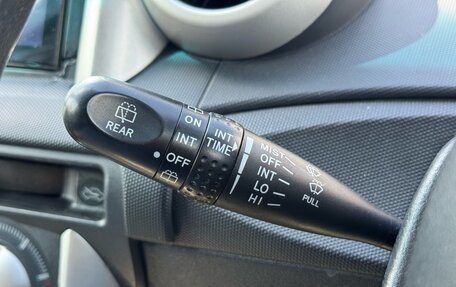 REAR
ON
INT
OFF
INT
TIME
MIST
OFF
INT
LO
HI
PULL